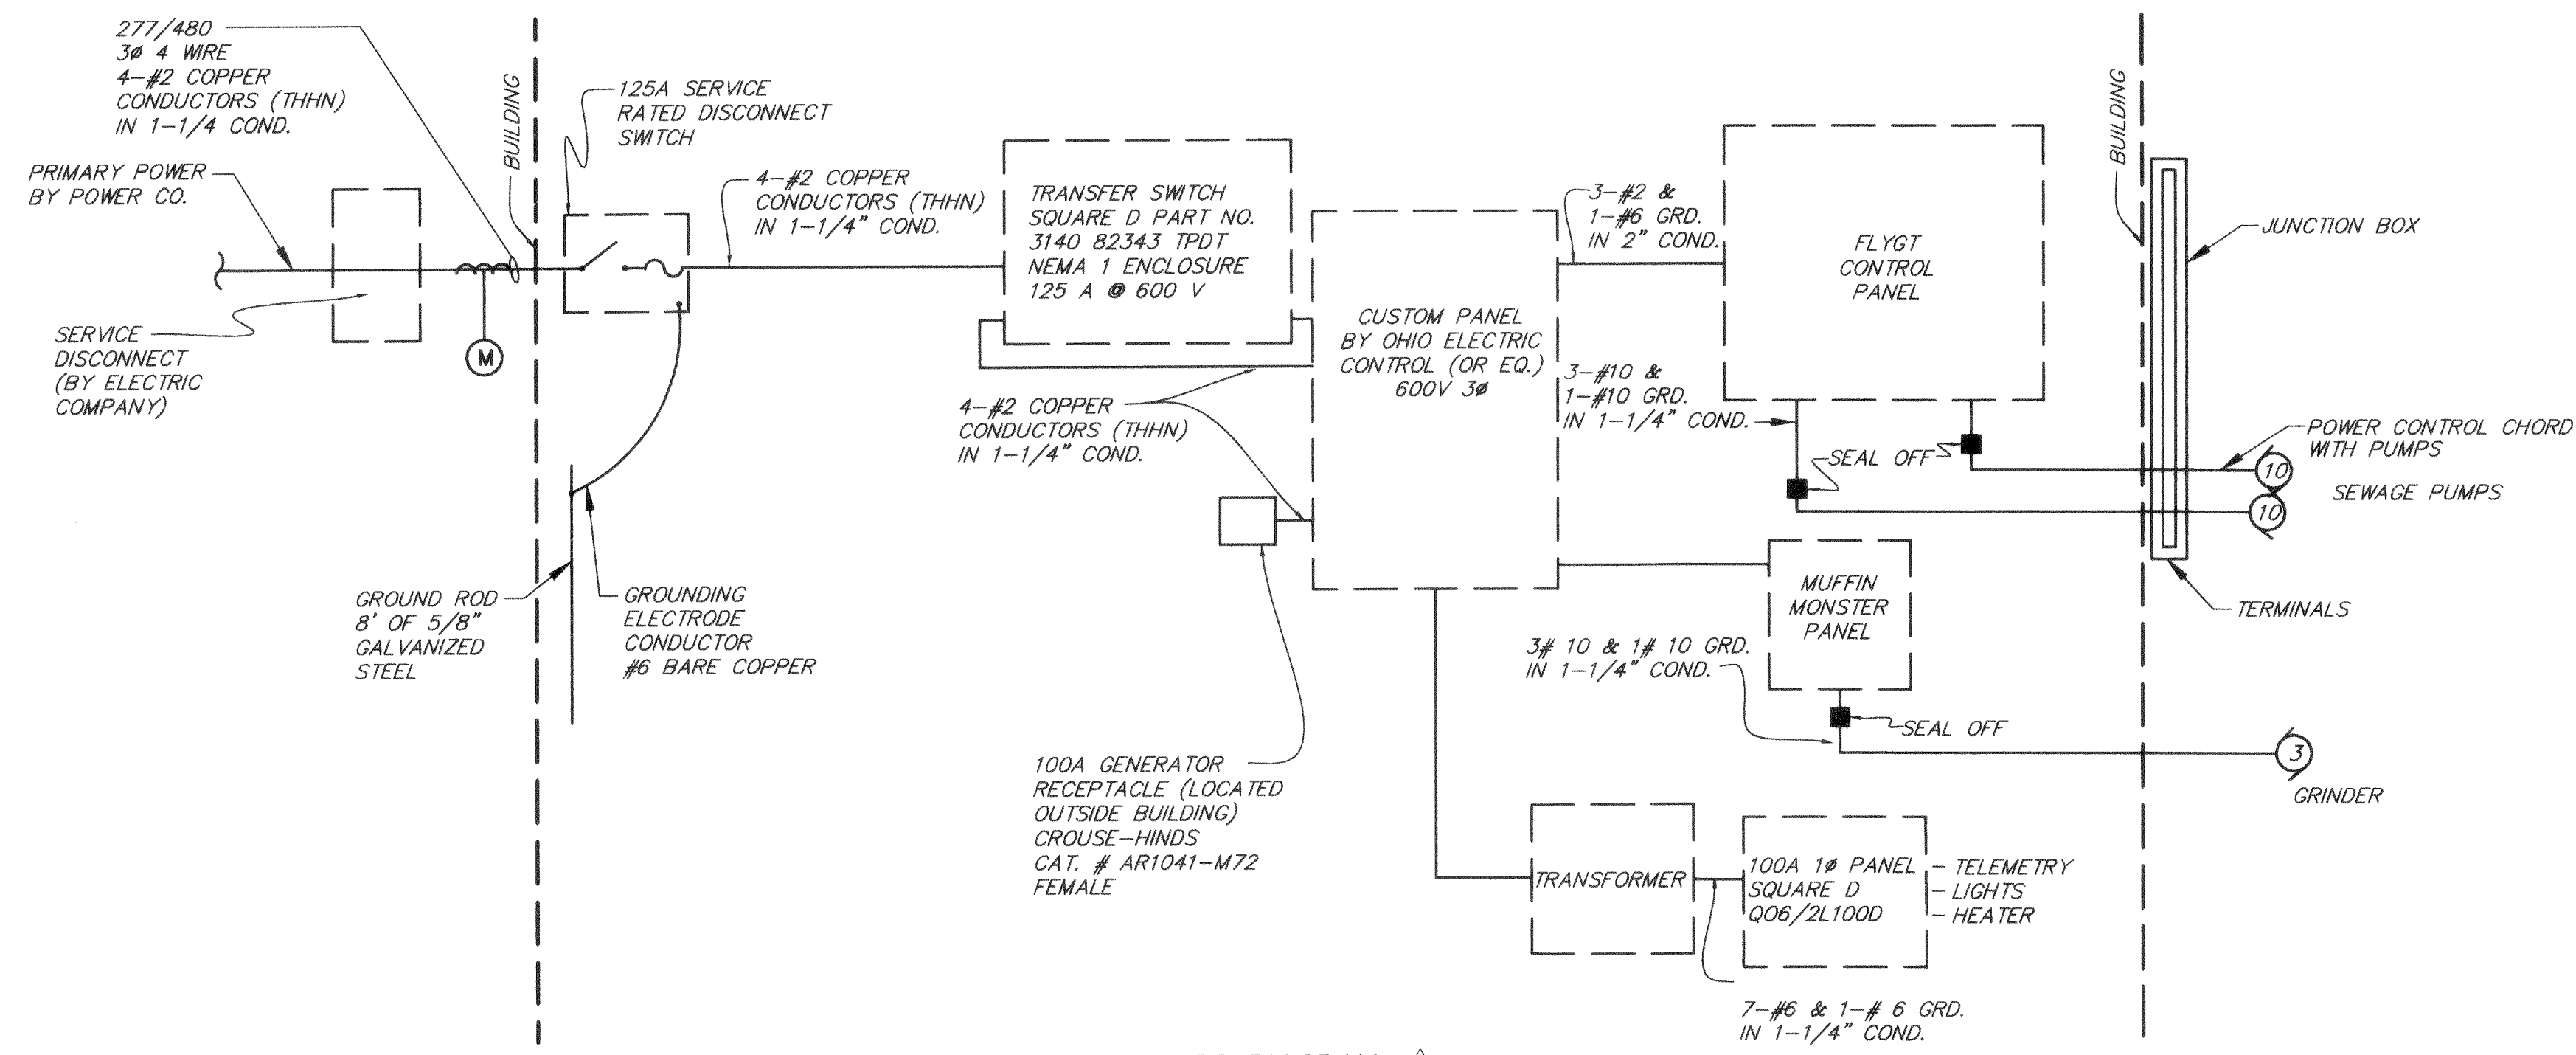 277/480
3ø 4 WIRE
4-#2 COPPER
CONDUCTORS (THHN)
IN 1-1/4 COND.
PRIMARY POWER
BY POWER CO.
SERVICE
DISCONNECT
(BY ELECTRIC
COMPANY)
M
BUILDING
125A SERVICE
RATED DISCONNECT
SWITCH
4-#2 COPPER
CONDUCTORS (THHN)
IN 1-1/4" COND.
GROUND ROD
8' OF 5/8"
GALVANIZED
STEEL
GROUNDING
ELECTRODE
CONDUCTOR
#6 BARE COPPER
TRANSFER SWITCH
SQUARE D PART NO.
3140 82343 TPDT
NEMA 1 ENCLOSURE
125 A @ 600 V
4-#2 COPPER
CONDUCTORS (THHN)
IN 1-1/4" COND.
100A GENERATOR
RECEPTACLE (LOCATED
OUTSIDE BUILDING)
CROUSE-HINDS
CAT. # AR1041-M72
FEMALE
CUSTOM PANEL
BY OHIO ELECTRIC
CONTROL (OR EQ.)
600V 3ø
3-#2 &
1-#6 GRD.
IN 2" COND.
FLYGT
CONTROL
PANEL
3-#10 &
1-#10 GRD.
IN 1-1/4" COND.
SEAL OFF
MUFFIN
MONSTER
PANEL
3# 10 & 1# 10 GRD.
IN 1-1/4" COND.
SEAL OFF
TRANSFORMER
100A 1ø PANEL
SQUARE D
QO6/2L100D
- TELEMETRY
- LIGHTS
- HEATER
7-#6 & 1-# 6 GRD.
IN 1-1/4" COND.
BUILDING
JUNCTION BOX
POWER CONTROL CHORD
WITH PUMPS
10
10
SEWAGE PUMPS
TERMINALS
3
GRINDER